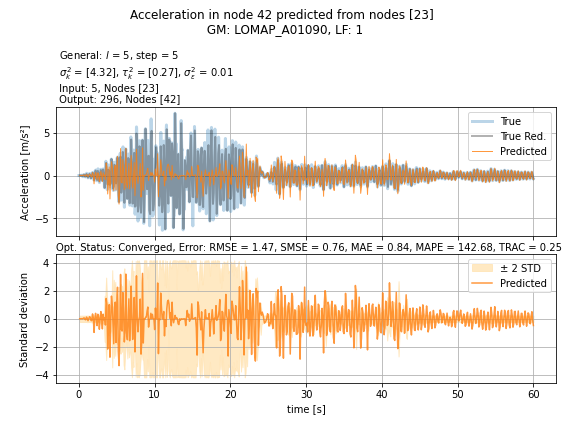 Acceleration in node 42 predicted from nodes [23]
GM: LOMAP_A01090, LF: 1
General: l = 5, step = 5
σ²ₖ = [4.32], τ²ₖ = [0.27], σ²ₑ = 0.01
Input: 5, Nodes [23]
Output: 296, Nodes [42]
True
True Red.
Predicted
Acceleration [m/s²]
5
0
−5
Opt. Status: Converged, Error: RMSE = 1.47, SMSE = 0.76, MAE = 0.84, MAPE = 142.68, TRAC = 0.25
± 2 STD
Predicted
Standard deviation
4
2
0
−2
−4
0 10 20 30 40 50 60
time [s]